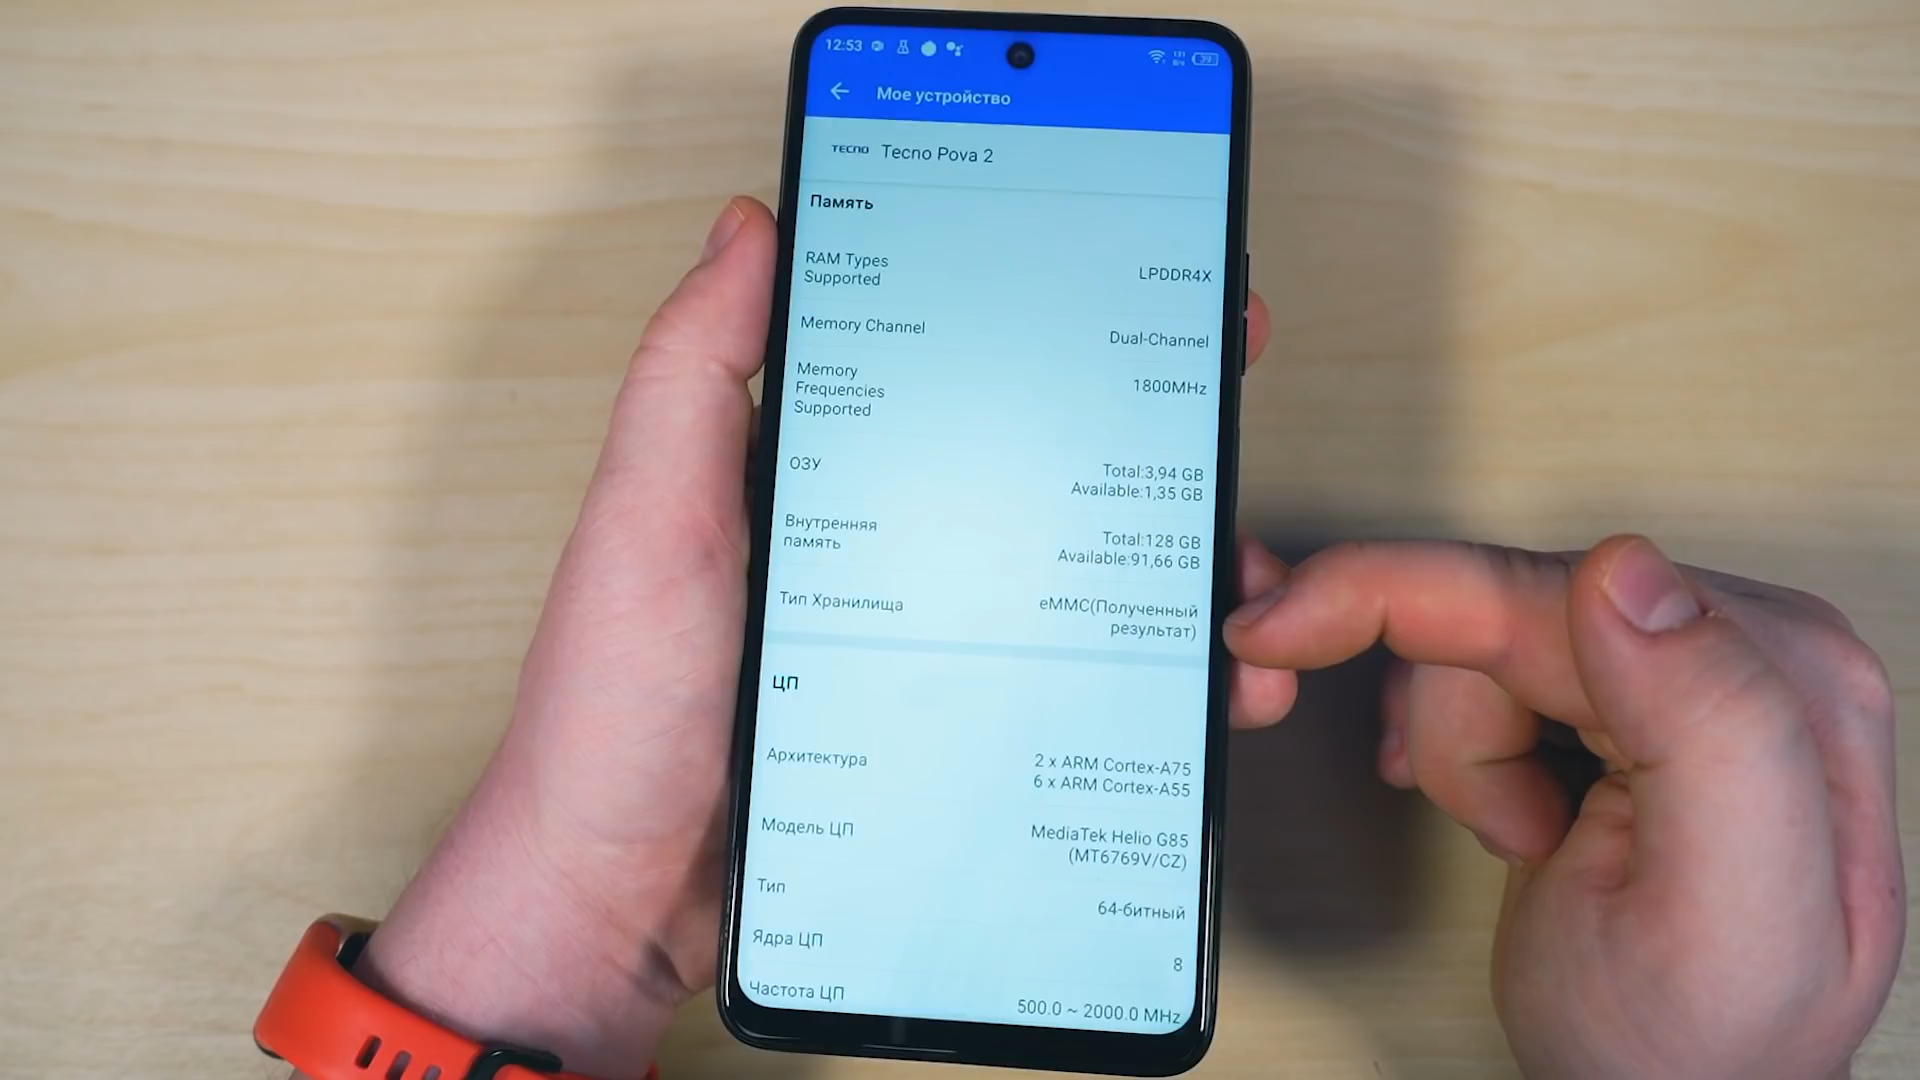 12:53
39
Мое устройство
TECNO Tecno Pova 2
Память
RAM Types
Supported
LPDDR4X
Memory Channel
Dual-Channel
Memory
Frequencies
Supported
1800MHz
ОЗУ
Total:3,94 GB
Available:1,35 GB
Внутренняя
память
Total:128 GB
Available:91,66 GB
Тип Хранилища
eMMC(Полученный
результат)
ЦП
Архитектура
2 x ARM Cortex-A75
6 x ARM Cortex-A55
Модель ЦП
MediaTek Helio G85
(MT6769V/CZ)
Тип
64-битный
Ядра ЦП
8
Частота ЦП
500.0 ~ 2000.0 MHz